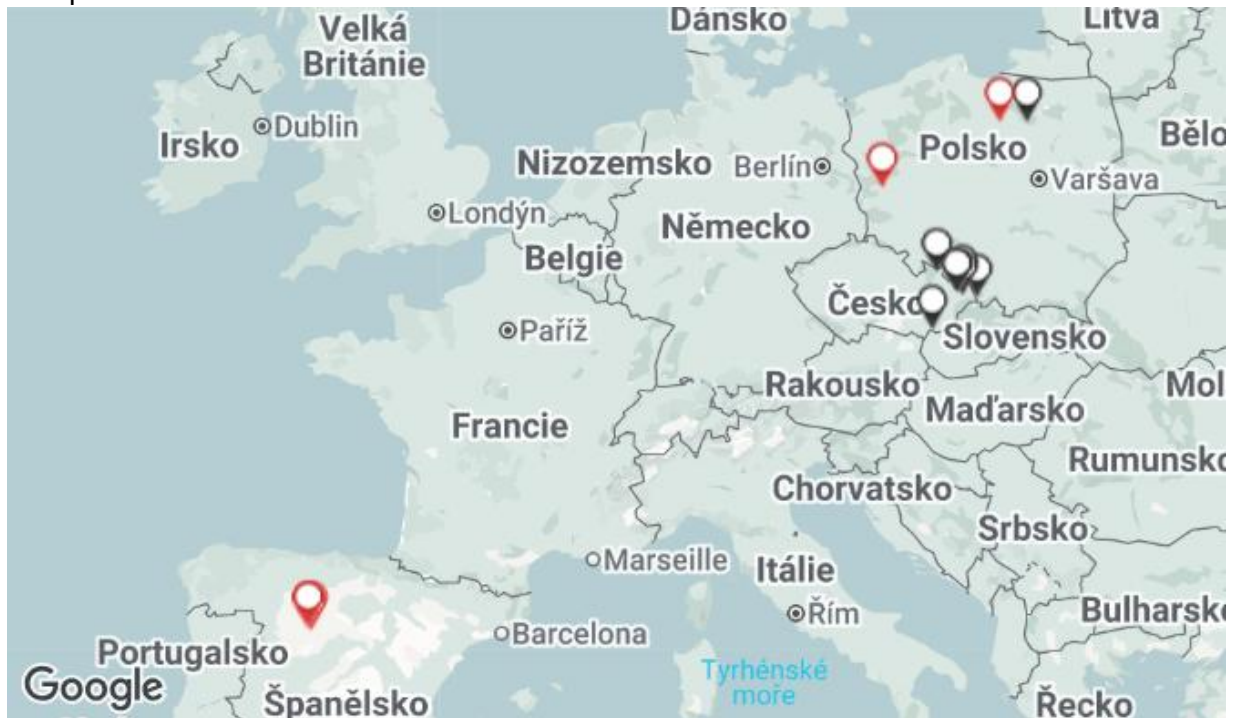 Velká
Británie
Dánsko
Litva
Irsko
Dublin
Nizozemsko
Berlín
Polsko
Bělo
Varšava
Londýn
Německo
Belgie
Česko
Paříž
Slovensko
Rakousko
Mol
Maďarsko
Francie
Rumunsko
Chorvatsko
Srbsko
Marseille
Itálie
Řím
Bulharsko
Barcelona
Portugalsko
Tyrhénské
moře
Google
Španělsko
Řecko